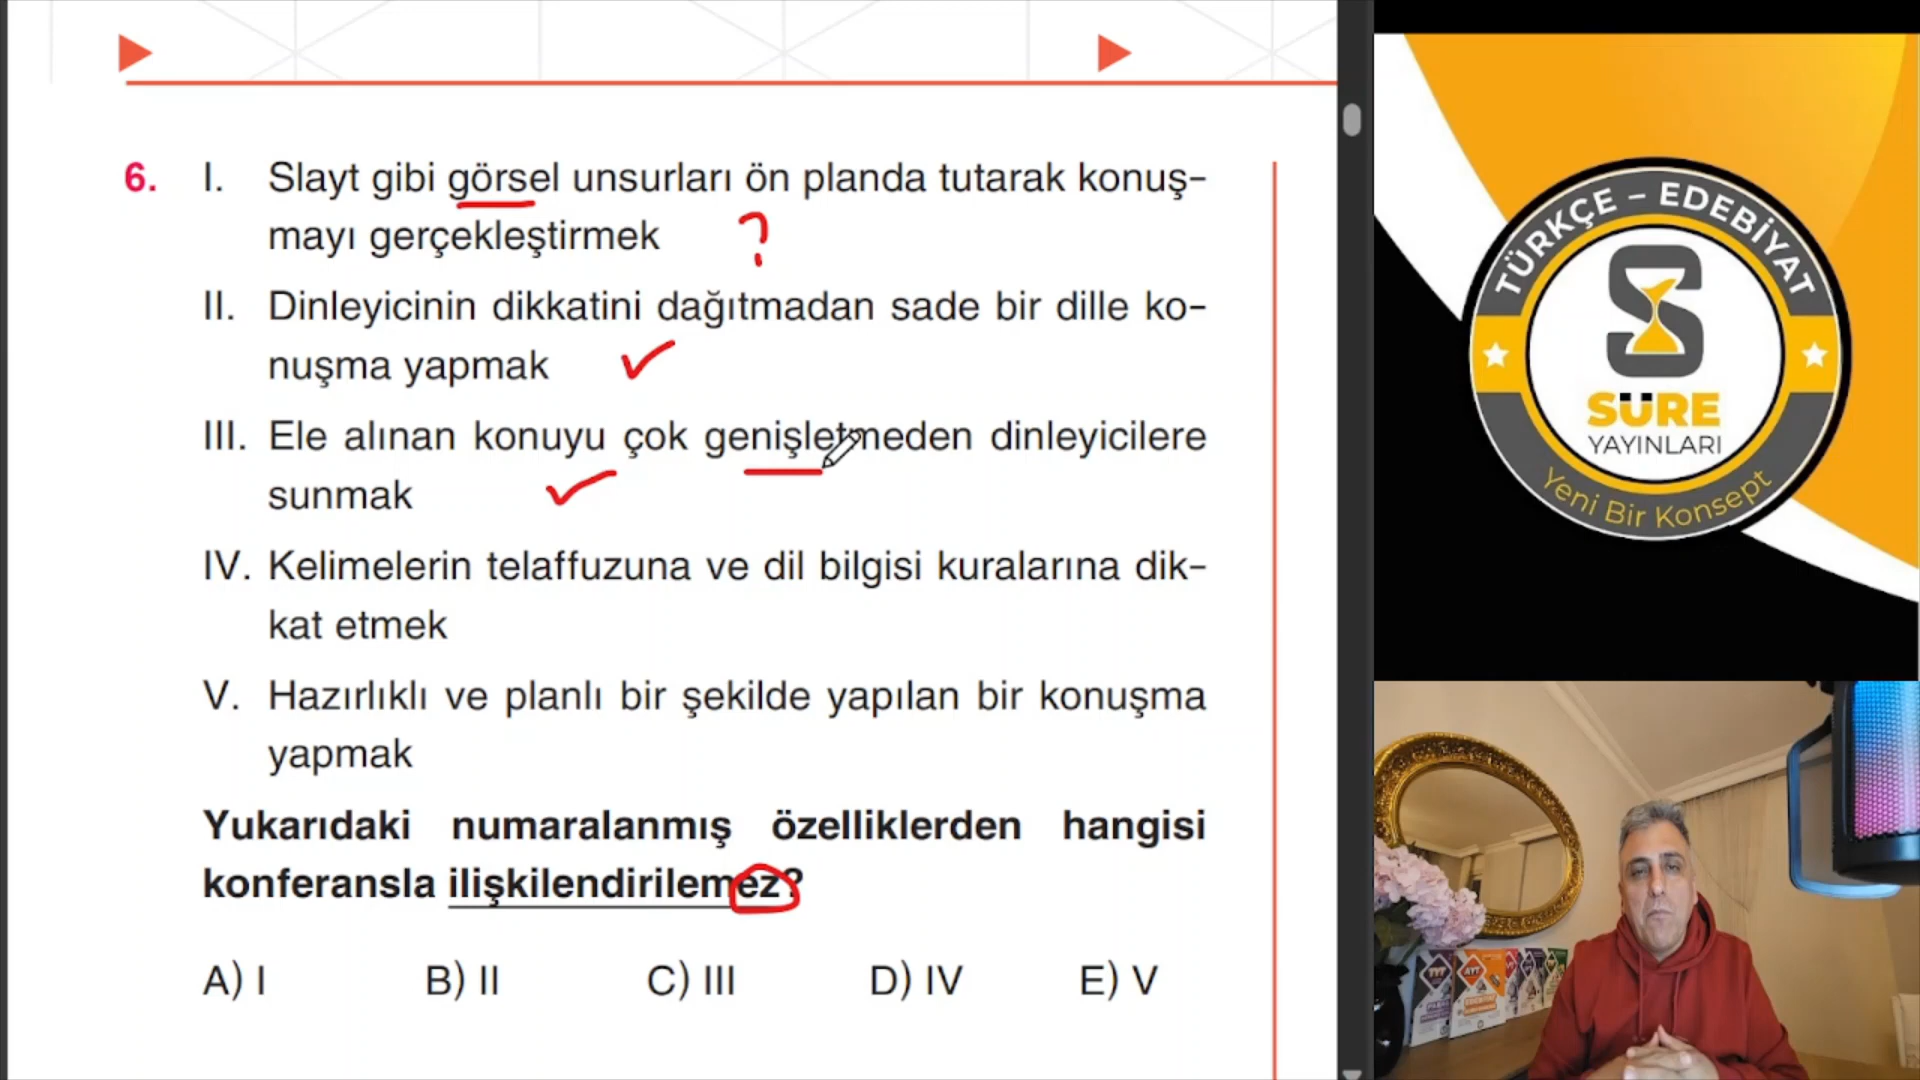 6. I. Slayt gibi görsel unsurları ön planda tutarak konuş-
mayı gerçekleştirmek
?
II. Dinleyicinin dikkatini dağıtmadan sade bir dille ko-
nuşma yapmak
III. Ele alınan konuyu çok genişletmeden dinleyicilere
sunmak
IV. Kelimelerin telaffuzuna ve dil bilgisi kuralarına dik-
kat etmek
V. Hazırlıklı ve planlı bir şekilde yapılan bir konuşma
yapmak
Yukarıdaki numaralanmış özelliklerden hangisi
konferansla ilişkilendirilemez?
A) I B) II C) III D) IV E) V
TÜRKÇE – EDEBİYAT
SÜRE
YAYINLARI
Yeni Bir Konsept
TYT
AYT